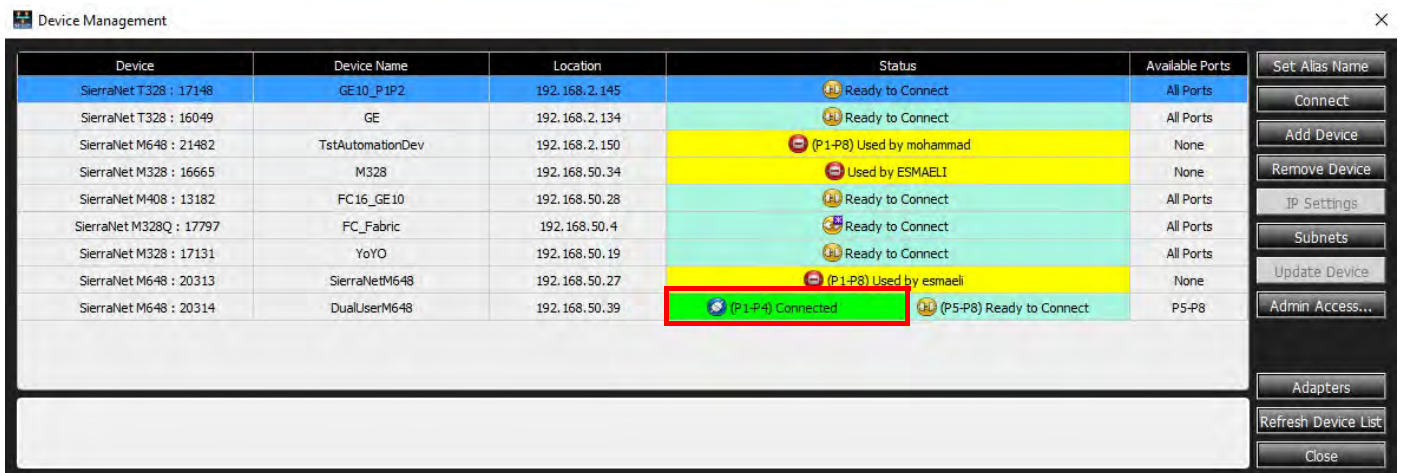 Device Management
Device Device Name Location Status Available Ports Set Alias Name
SierraNet T328 : 17148 GE10_P1P2 192.168.2.145 Ready to Connect All Ports
Connect
SierraNet T328 : 16049 GE 192.168.2.134 Ready to Connect All Ports
Add Device
SierraNet M648 : 21482 TstAutomationDev 192.168.2.150 (P1-P8) Used by mohammad None
SierraNet M328 : 16665 M328 192.168.50.34 Used by ESMAELI None Remove Device
SierraNet M408 : 13182 FC16_GE10 192.168.50.28 Ready to Connect All Ports IP Settings
SierraNet M328Q : 17797 FC_Fabric 192.168.50.4 Ready to Connect All Ports
Subnets
SierraNet M328 : 17131 YoYO 192.168.50.19 Ready to Connect All Ports
Update Device
SierraNet M648 : 20313 SierraNetM648 192.168.50.27 (P1-P8) Used by esmaeli None
SierraNet M648 : 20314 DualUserM648 192.168.50.39 (P1-P4) Connected (P5-P8) Ready to Connect P5-P8 Admin Access...
Adapters
Refresh Device List
Close